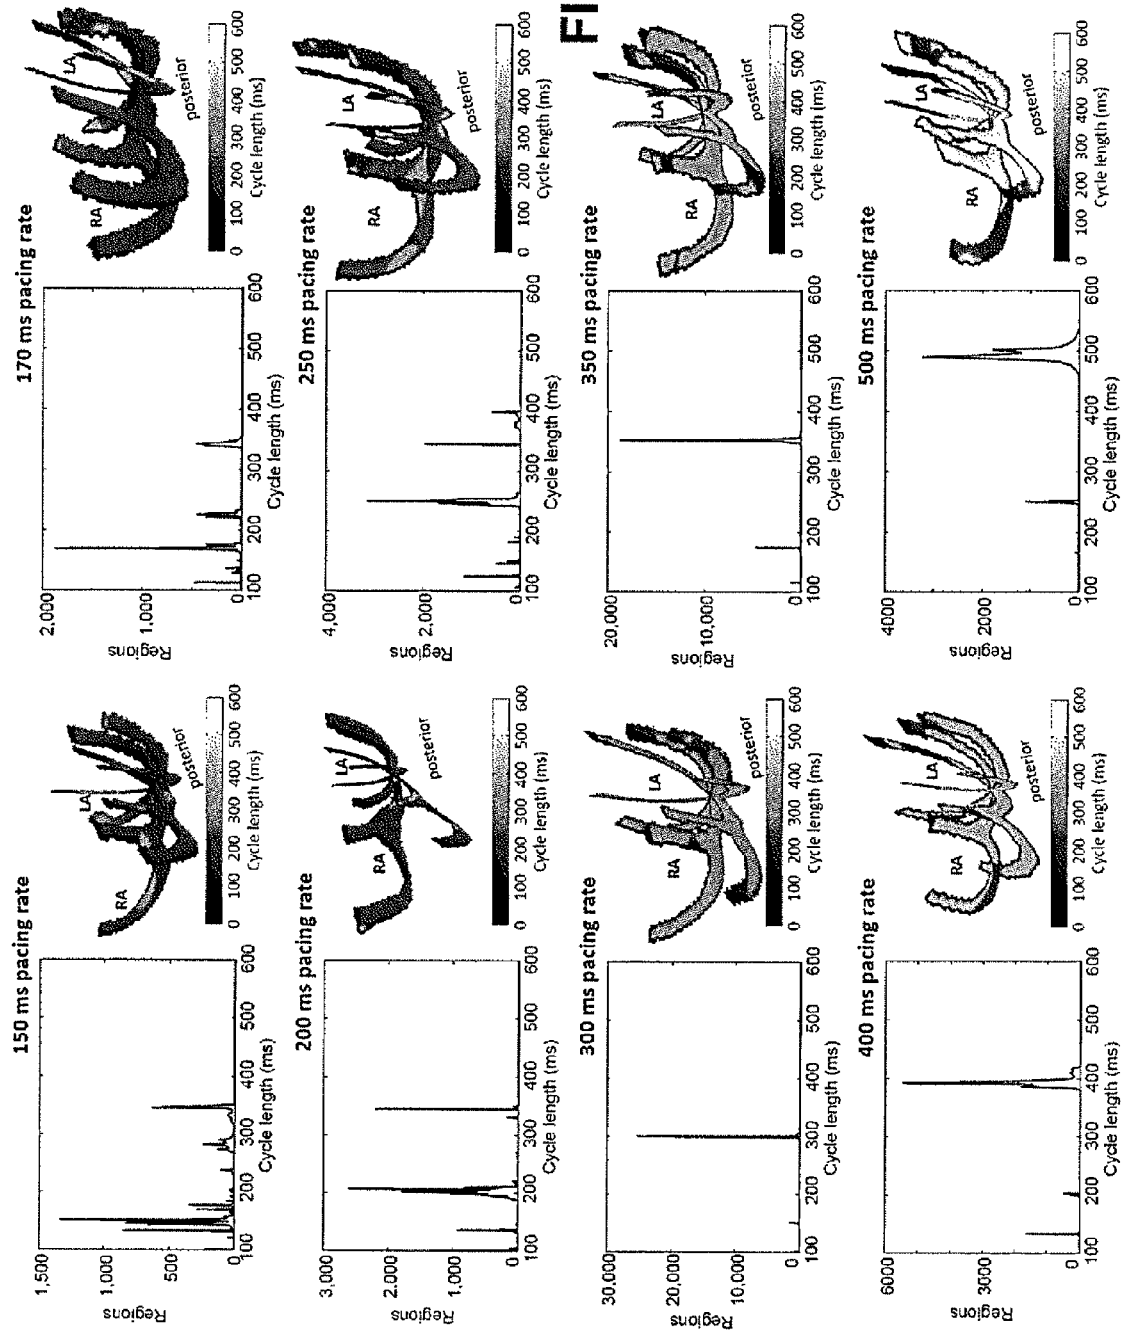 150 ms pacing rate
1,500
1,000
500
0
Regions
100 200 300 400 500 600
Cycle length (ms)
RA
LA
posterior
0 100 200 300 400 500 600
Cycle length (ms)
170 ms pacing rate
2,000
1,000
0
Regions
100 200 300 400 500 600
Cycle length (ms)
RA
LA
posterior
0 100 200 300 400 500 600
Cycle length (ms)
200 ms pacing rate
3,000
2,000
1,000
0
Regions
100 200 300 400 500 600
Cycle length (ms)
RA
LA
posterior
0 100 200 300 400 500 600
Cycle length (ms)
250 ms pacing rate
4,000
2,000
0
Regions
100 200 300 400 500 600
Cycle length (ms)
RA
LA
posterior
0 100 200 300 400 500 600
Cycle length (ms)
300 ms pacing rate
30,000
20,000
10,000
0
Regions
100 200 300 400 500 600
Cycle length (ms)
RA
LA
posterior
0 100 200 300 400 500 600
Cycle length (ms)
350 ms pacing rate
20,000
10,000
0
Regions
100 200 300 400 500 600
Cycle length (ms)
RA
LA
posterior
0 100 200 300 400 500 600
Cycle length (ms)
400 ms pacing rate
6000
3000
0
Regions
100 200 300 400 500 600
Cycle length (ms)
RA
LA
posterior
0 100 200 300 400 500 600
Cycle length (ms)
500 ms pacing rate
4000
2000
0
Regions
100 200 300 400 500 600
Cycle length (ms)
RA
LA
posterior
0 100 200 300 400 500 600
Cycle length (ms)
FI